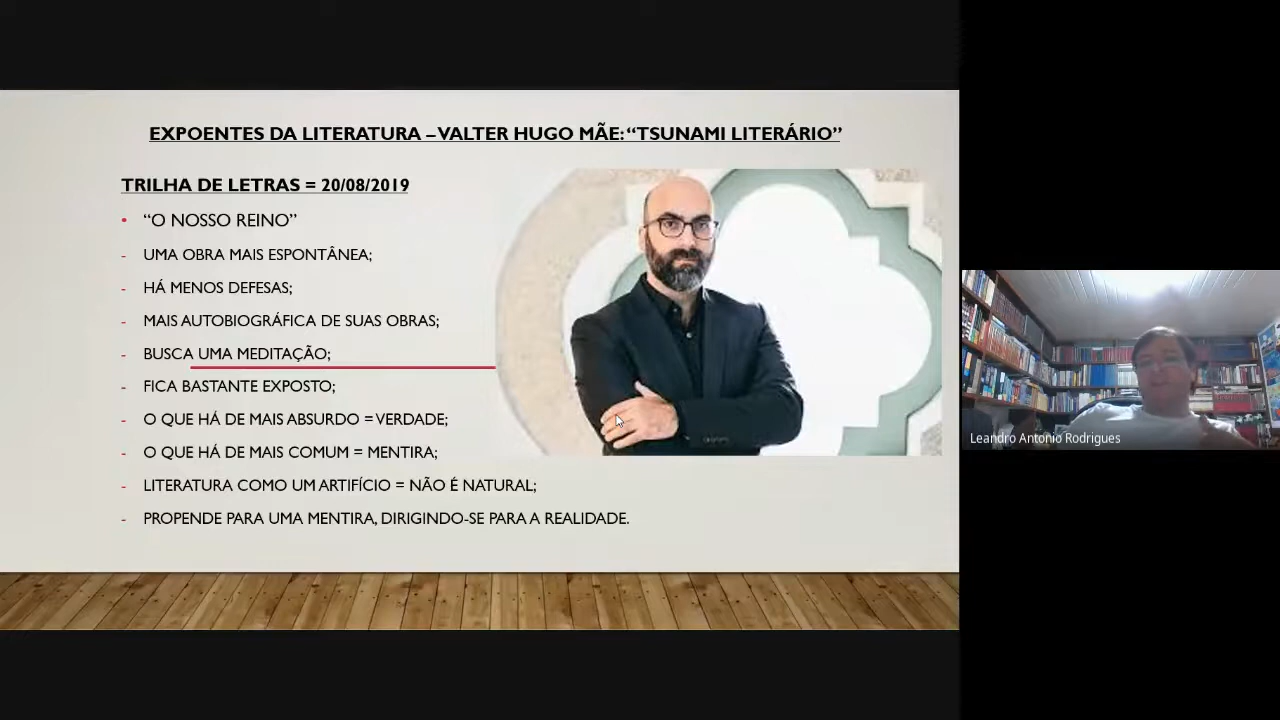 EXPOENTES DA LITERATURA – VALTER HUGO MÃE: “TSUNAMI LITERÁRIO”
TRILHA DE LETRAS = 20/08/2019
• “O NOSSO REINO”
- UMA OBRA MAIS ESPONTÂNEA;
- HÁ MENOS DEFESAS;
- MAIS AUTOBIOGRÁFICA DE SUAS OBRAS;
- BUSCA UMA MEDITAÇÃO;
- FICA BASTANTE EXPOSTO;
- O QUE HÁ DE MAIS ABSURDO = VERDADE;
- O QUE HÁ DE MAIS COMUM = MENTIRA;
- LITERATURA COMO UM ARTIFÍCIO = NÃO É NATURAL;
- PROPENDE PARA UMA MENTIRA, DIRIGINDO-SE PARA A REALIDADE.
Leandro Antonio Rodrigues